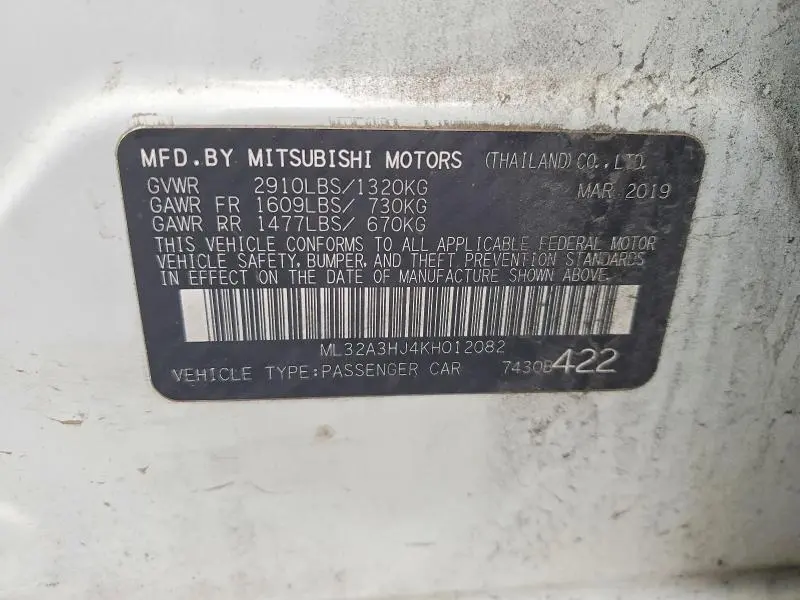 MFD.BY MITSUBISHI MOTORS (THAILAND) CO., LTD.
GVWR 2910LBS/1320KG MAR 2019
GAWR FR 1609LBS/ 730KG
GAWR RR 1477LBS/ 670KG
THIS VEHICLE CONFORMS TO ALL APPLICABLE FEDERAL MOTOR
VEHICLE SAFETY, BUMPER, AND THEFT PREVENTION STANDARDS
IN EFFECT ON THE DATE OF MANUFACTURE SHOWN ABOVE.
ML32A3HJ4KH012082
VEHICLE TYPE:PASSENGER CAR 7430B422